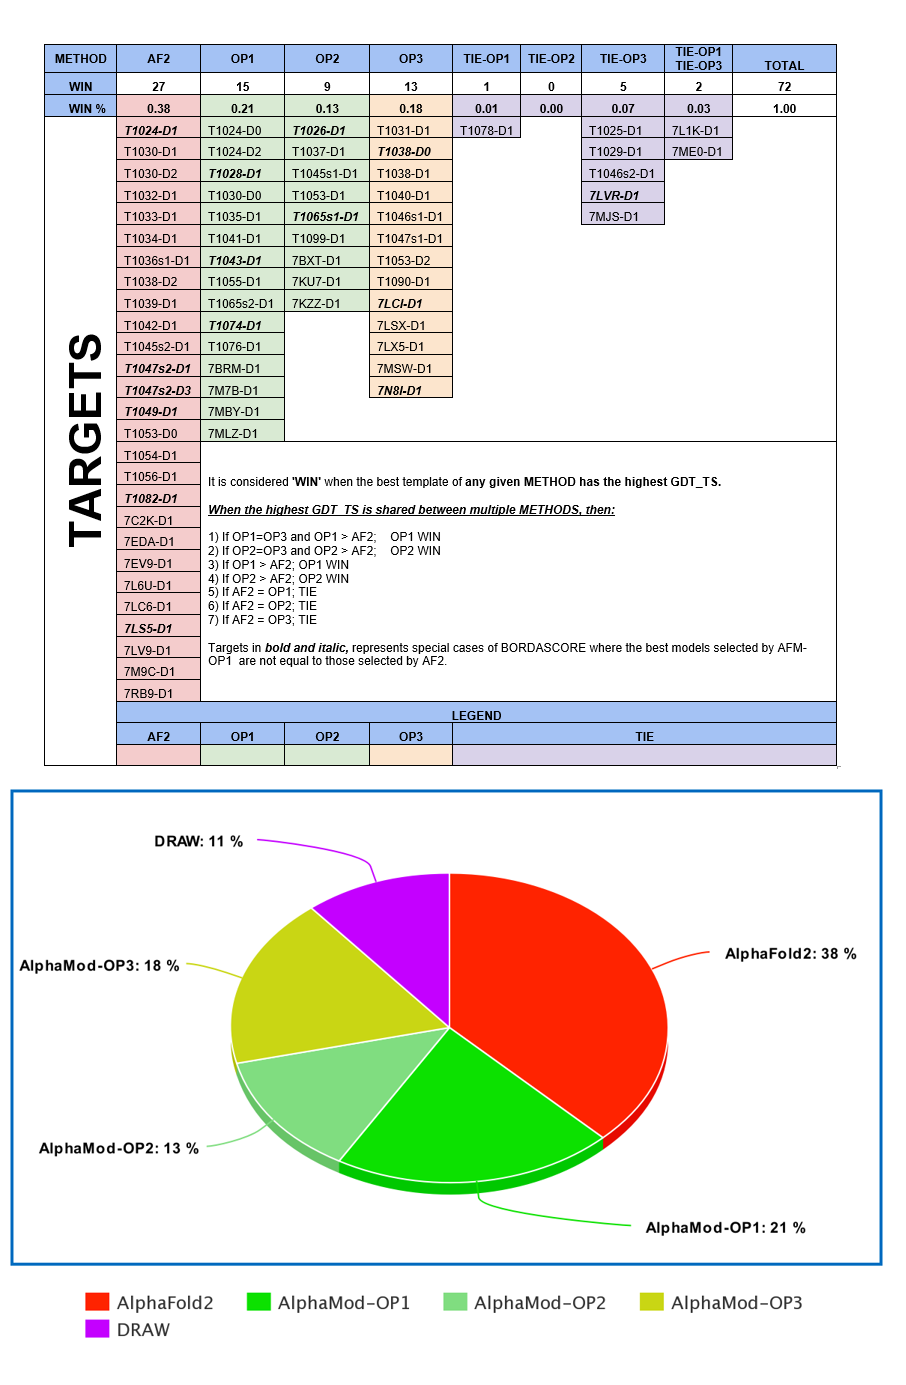 METHOD AF2 OP1 OP2 OP3 TIE-OP1 TIE-OP2 TIE-OP3 TIE-OP1 TIE-OP3 TOTAL
WIN 27 15 9 13 1 0 5 2 72
WIN % 0.38 0.21 0.13 0.18 0.01 0.00 0.07 0.03 1.00
TARGETS
T1024-D1 T1024-D0 T1026-D1 T1031-D1 T1078-D1 T1025-D1 7L1K-D1
T1030-D1 T1024-D2 T1037-D1 T1038-D0 T1029-D1 7ME0-D1
T1030-D2 T1028-D1 T1045s1-D1 T1038-D1 T1046s2-D1
T1032-D1 T1030-D0 T1053-D1 T1040-D1 7LVR-D1
T1033-D1 T1035-D1 T1065s1-D1 T1046s1-D1 7MJS-D1
T1034-D1 T1041-D1 T1099-D1 T1047s1-D1
T1036s1-D1 T1043-D1 7BXT-D1 T1053-D2
T1038-D2 T1055-D1 7KU7-D1 T1090-D1
T1039-D1 T1065s2-D1 7KZZ-D1 7LCI-D1
T1042-D1 T1074-D1 7LSX-D1
T1045s2-D1 T1076-D1 7LX5-D1
T1047s2-D1 7BRM-D1 7MSW-D1
T1047s2-D3 7M7B-D1 7N8I-D1
T1049-D1 7MBY-D1
T1053-D0 7MLZ-D1
T1054-D1
T1056-D1
T1082-D1
7C2K-D1
7EDA-D1
7EV9-D1
7L6U-D1
7LC6-D1
7LS5-D1
7LV9-D1
7M9C-D1
7RB9-D1
It is considered 'WIN' when the best template of any given METHOD has the highest GDT_TS.
When the highest GDT_TS is shared between multiple METHODS, then:
1) If OP1=OP3 and OP1 > AF2; OP1 WIN
2) If OP2=OP3 and OP2 > AF2; OP2 WIN
3) If OP1 > AF2; OP1 WIN
4) If OP2 > AF2; OP2 WIN
5) If AF2 = OP1; TIE
6) If AF2 = OP2; TIE
7) If AF2 = OP3; TIE
Targets in bold and italic, represents special cases of BORDASCORE where the best models selected by AFM-
OP1 are not equal to those selected by AF2.
LEGEND
AF2 OP1 OP2 OP3 TIE
DRAW: 11 %
AlphaFold2: 38 %
AlphaMod-OP3: 18 %
AlphaMod-OP2: 13 %
AlphaMod-OP1: 21 %
AlphaFold2 AlphaMod-OP1 AlphaMod-OP2 AlphaMod-OP3
DRAW